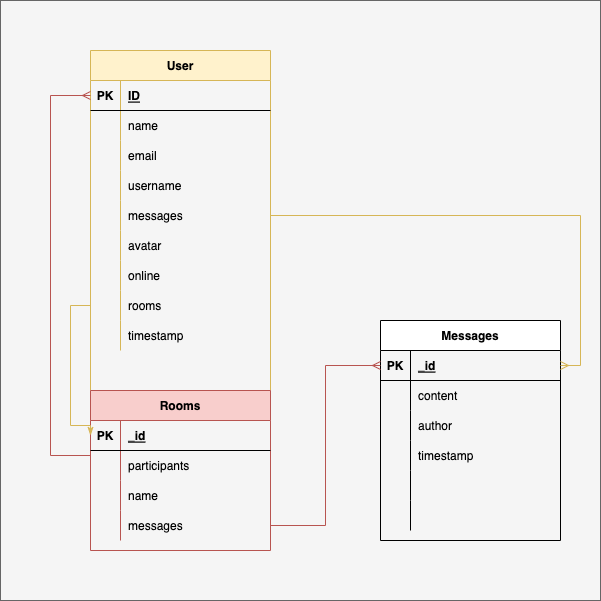 User
PK ID
name
email
username
messages
avatar
online
rooms
timestamp
Rooms
PK _id
participants
name
messages
Messages
PK _id
content
author
timestamp